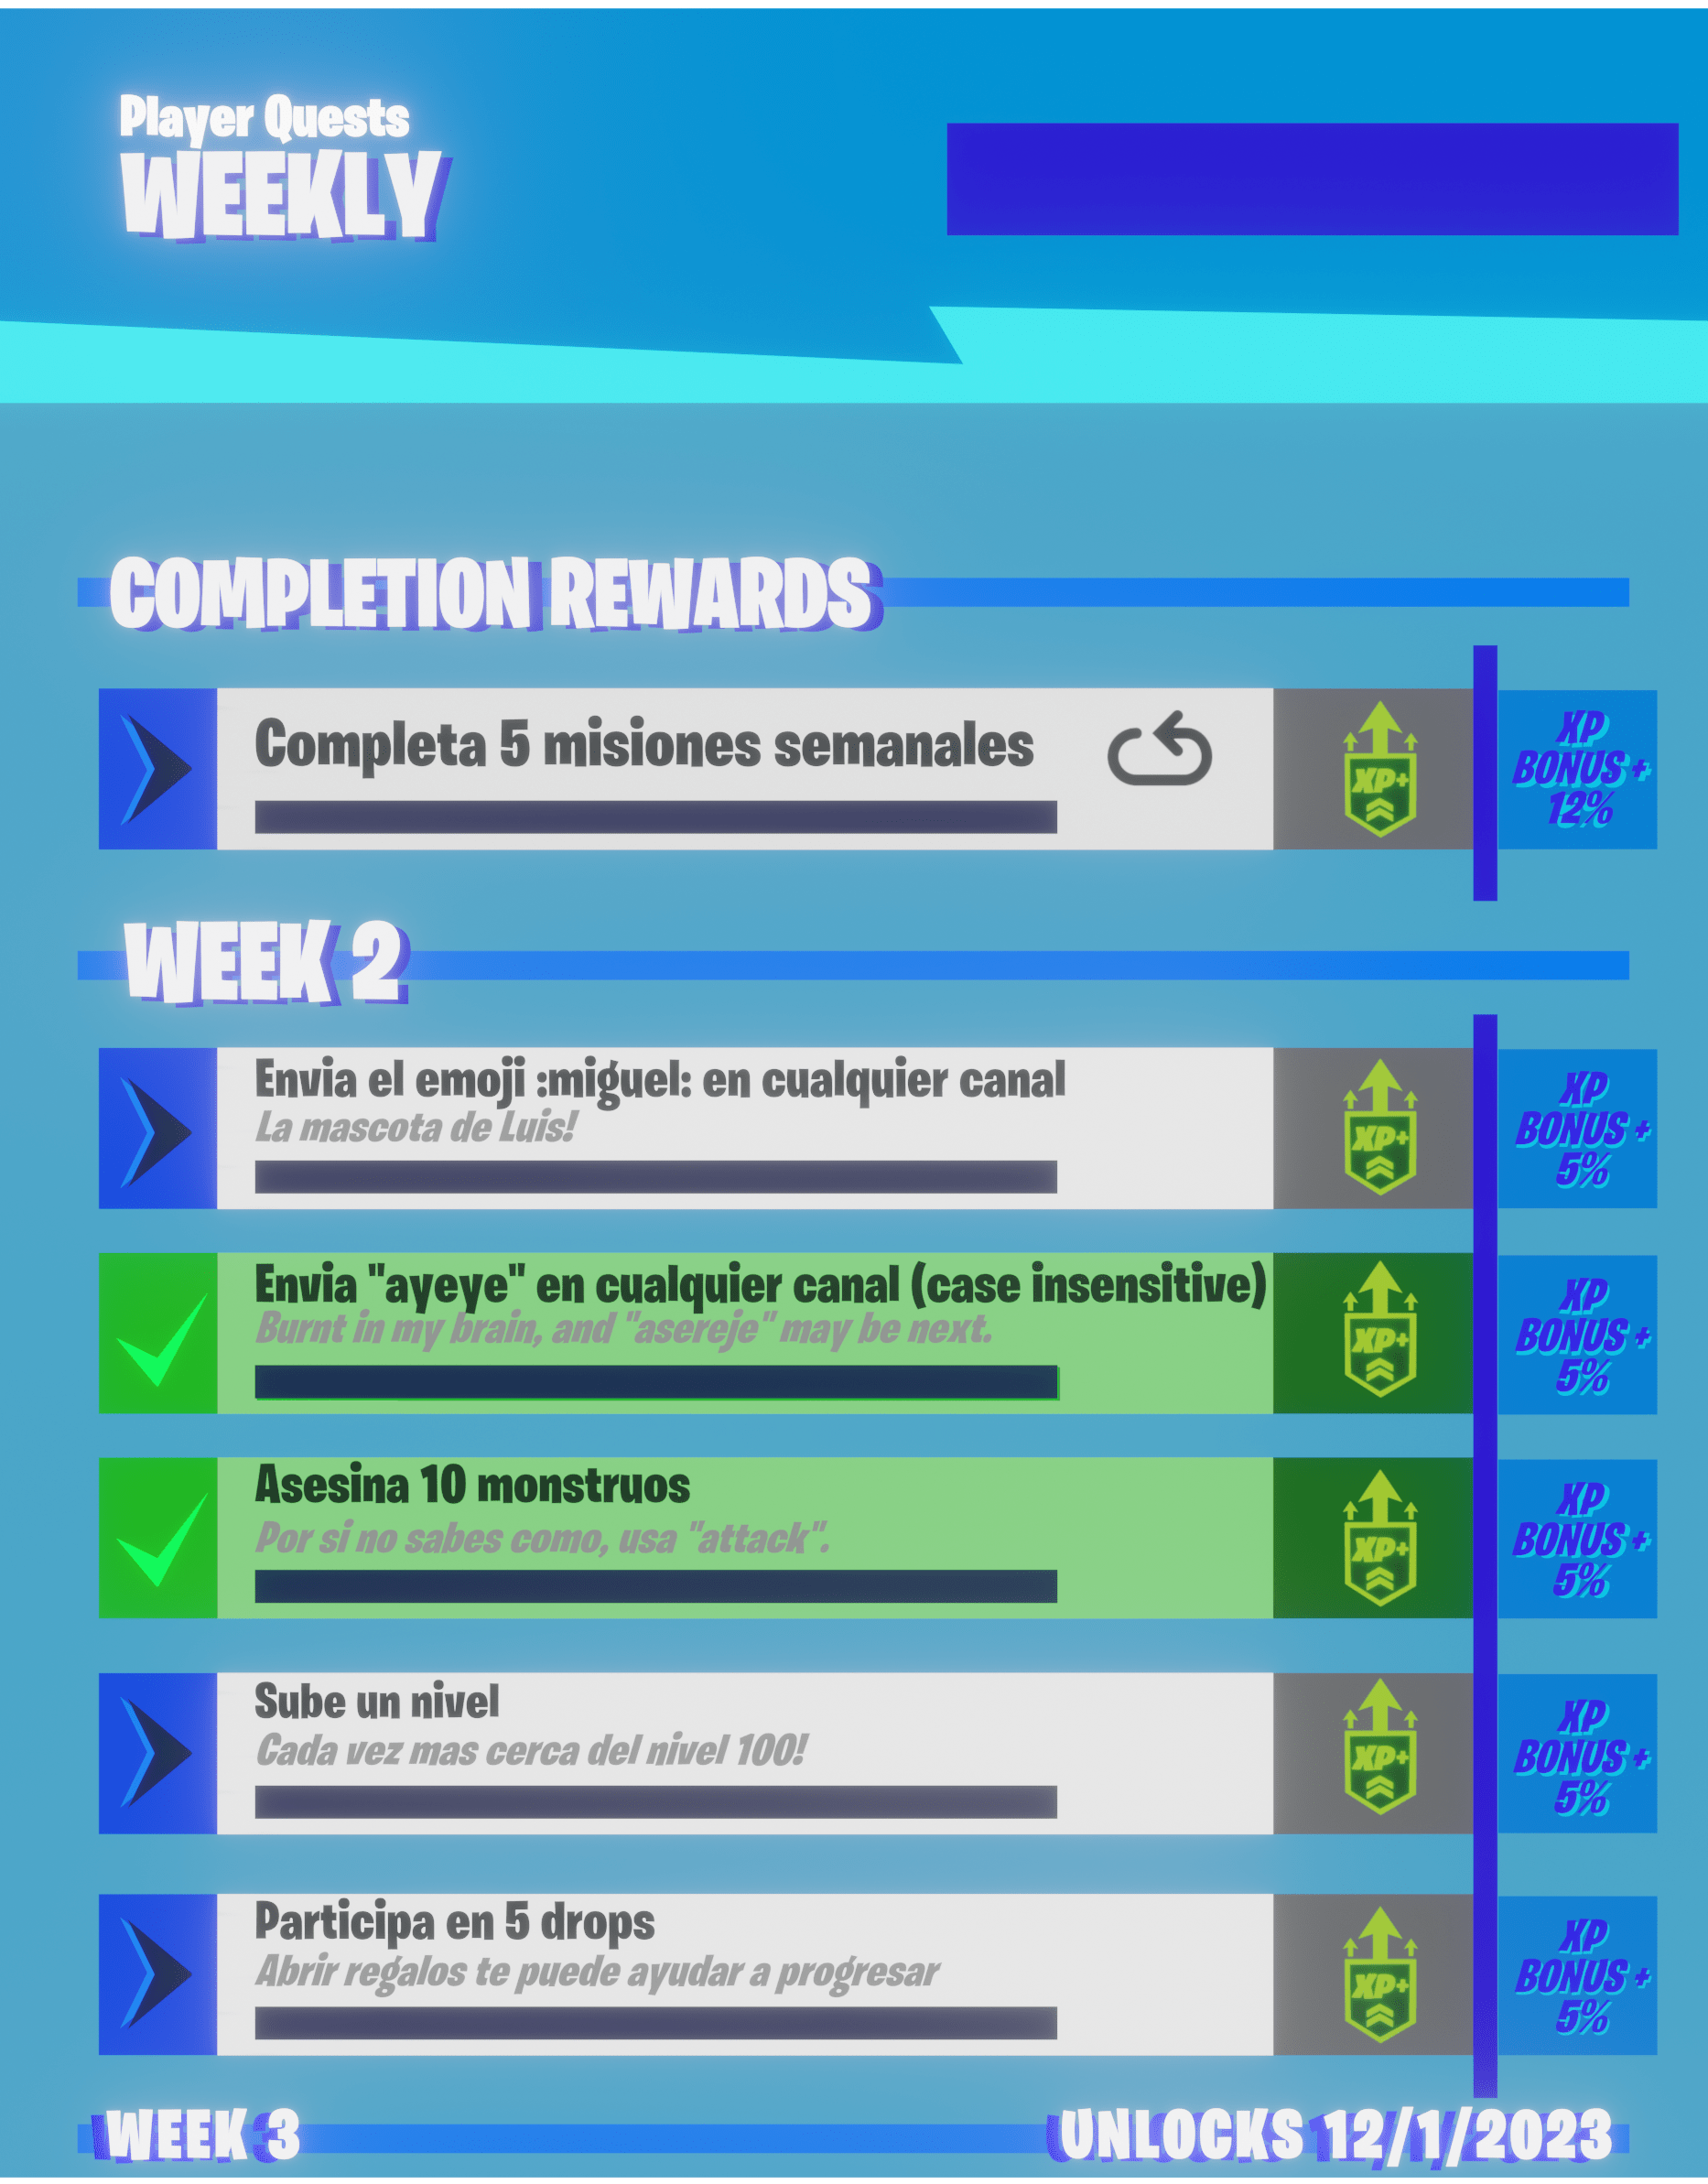 Player Quests
WEEKLY
COMPLETION REWARDS
Completa 5 misiones semanales
XP+
XP
BONUS +
12%
WEEK 2
Envia el emoji :miguel: en cualquier canal
La mascota de Luis!
XP+
XP
BONUS +
5%
Envia "ayeye" en cualquier canal (case insensitive)
Burnt in my brain, and "asereje" may be next.
XP+
XP
BONUS +
5%
Asesina 10 monstruos
Por si no sabes como, usa "attack".
XP+
XP
BONUS +
5%
Sube un nivel
Cada vez mas cerca del nivel 100!
XP+
XP
BONUS +
5%
Participa en 5 drops
Abrir regalos te puede ayudar a progresar
XP+
XP
BONUS +
5%
WEEK 3
UNLOCKS 12/1/2023